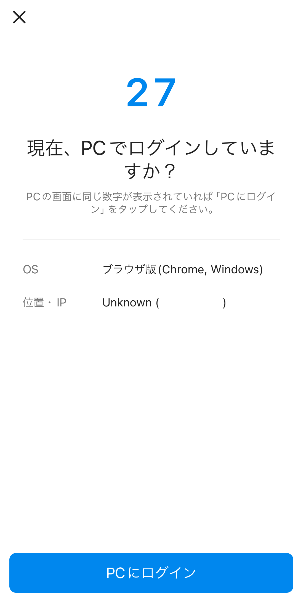 27
現在、PCでログインしていま
すか？
PCの画面に同じ数字が表示されていれば「PCにログイ
ン」をタップしてください。
OS ブラウザ版(Chrome, Windows)
位置・IP Unknown ( )
PCにログイン